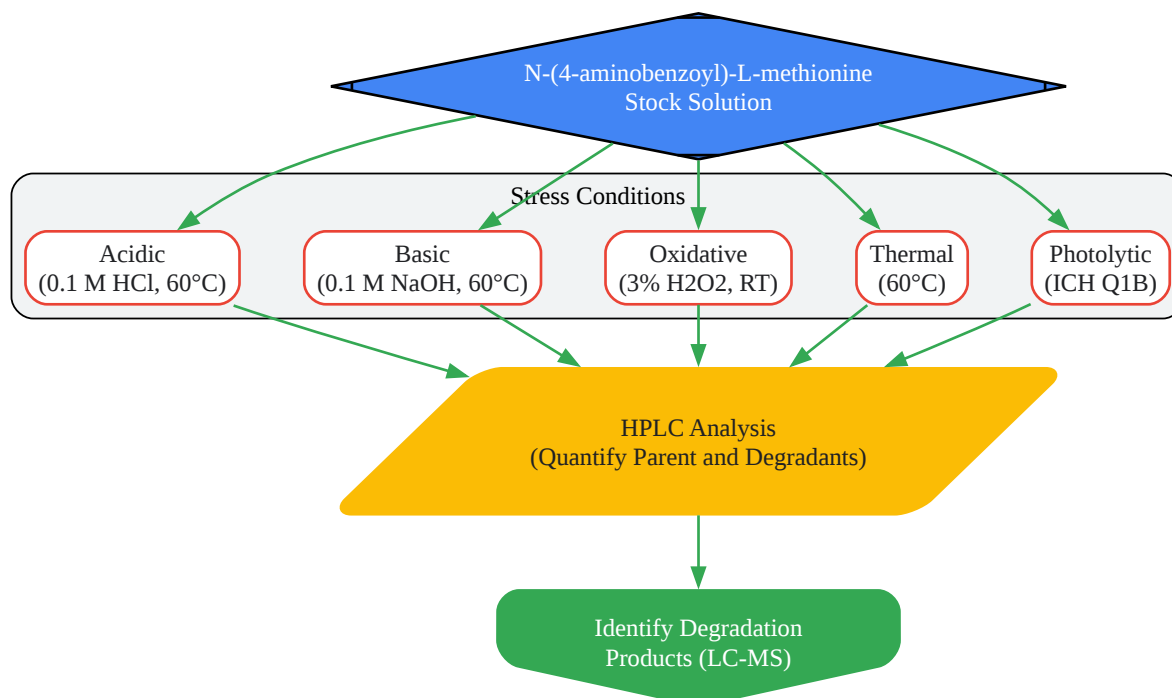 N-(4-aminobenzoyl)-L-methionine
Stock Solution
Stress Conditions
Acidic
(0.1 M HCl, 60°C)
Basic
(0.1 M NaOH, 60°C)
Oxidative
(3% H2O2, RT)
Thermal
(60°C)
Photolytic
(ICH Q1B)
HPLC Analysis
(Quantify Parent and Degradants)
Identify Degradation
Products (LC-MS)